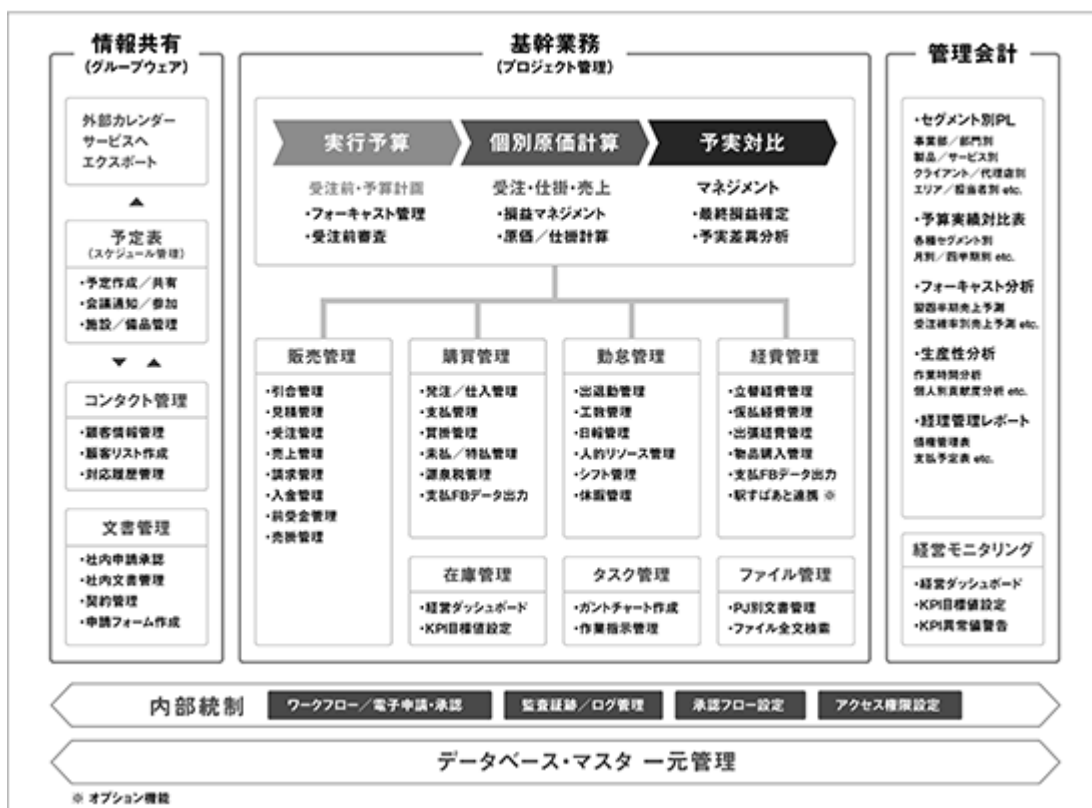 情報共有
(グループウェア)
外部カレンダー
サービスへ
エクスポート
予定表
(スケジュール管理)
・予定作成／共有
・会議通知／参加
・施設／備品管理
コンタクト管理
・顧客情報管理
・顧客リスト作成
・対応履歴管理
文書管理
・社内申請承認
・社内文書管理
・契約管理
・申請フォーム作成
基幹業務
(プロジェクト管理)
実行予算
個別原価計算
予実対比
受注前・予算計画
・フォーキャスト管理
・受注前審査
受注・仕掛・売上
・損益マネジメント
・原価／仕掛計算
マネジメント
・最終損益確定
・予実差異分析
販売管理
・引合管理
・見積管理
・受注管理
・売上管理
・請求管理
・入金管理
・前受金管理
・売掛管理
購買管理
・発注／仕入管理
・支払管理
・買掛管理
・未払／前払管理
・源泉税管理
・支払FBデータ出力
勤怠管理
・出退勤管理
・工数管理
・日報管理
・人的リソース管理
・シフト管理
・休暇管理
経費管理
・立替経費管理
・仮払経費管理
・出張経費管理
・物品購入管理
・支払FBデータ出力
・駅すぱあと連携 ※
在庫管理
・経営ダッシュボード
・KPI目標値設定
タスク管理
・ガントチャート作成
・作業指示管理
ファイル管理
・PJ別文書管理
・ファイル全文検索
管理会計
・セグメント別PL
事業部／部門別
製品／サービス別
クライアント／代理店別
エリア／担当者別 etc.
・予算実績対比表
各種セグメント別
月別／四半期別 etc.
・フォーキャスト分析
翌四半期売上予測
受注確率別売上予測 etc.
・生産性分析
作業時間分析
個人別貢献度分析 etc.
・経理管理レポート
債権管理表
支払予定表 etc.
経営モニタリング
・経営ダッシュボード
・KPI目標値設定
・KPI異常値警告
内部統制
ワークフロー／電子申請・承認
監査証跡／ログ管理
承認フロー設定
アクセス権限設定
データベース・マスタ 一元管理
※ オプション機能